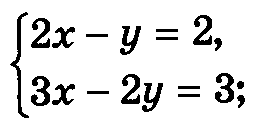 2x − y = 2,
3x − 2y = 3;